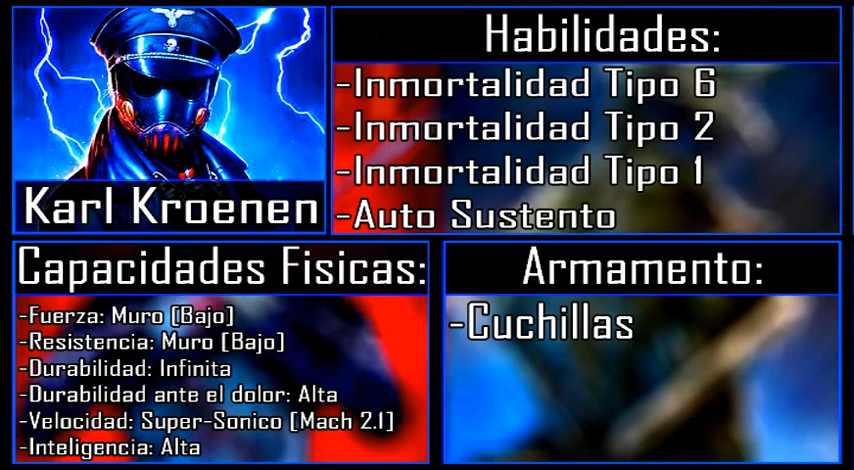 Karl Kroenen
Habilidades:
-Inmortalidad Tipo 6
-Inmortalidad Tipo 2
-Inmortalidad Tipo 1
-Auto Sustento
Capacidades Fisicas:
-Fuerza: Muro [Bajo]
-Resistencia: Muro [Bajo]
-Durabilidad: Infinita
-Durabilidad ante el dolor: Alta
-Velocidad: Super-Sonico [Mach 2.1]
-Inteligencia: Alta
Armamento:
-Cuchillas